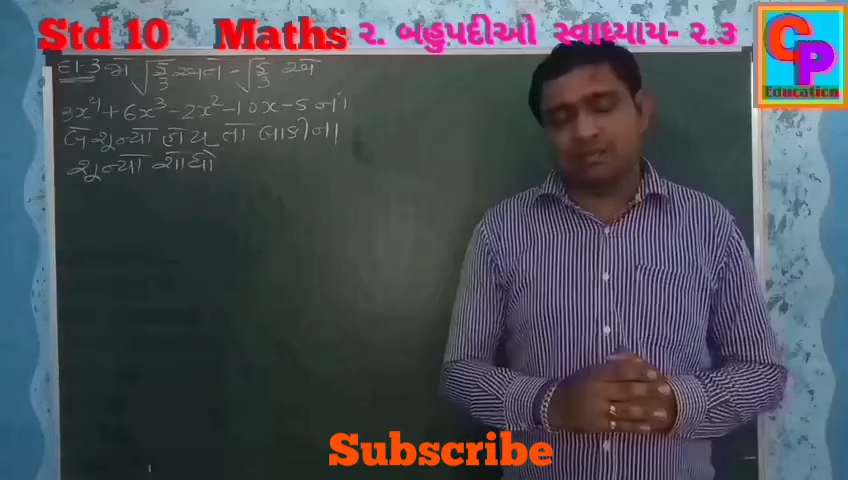 Std 10 Maths ૨. બહુપદીઓ સ્વાધ્યાય- ૨.૩
CP
Education
દા-3 જો √5/3 અને -√5/3 એ
3x⁴+6x³-2x²-10x-5 નાં
બે શૂન્યો હોય તો બાકીના
શૂન્યો શોધો
Subscribe